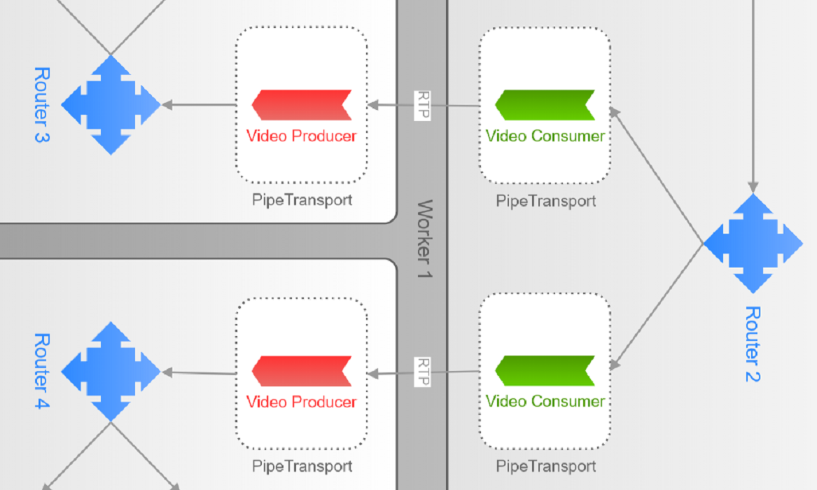 Router 3
Video Producer
PipeTransport
RTP
Video Consumer
PipeTransport
Worker 1
Router 2
Router 4
Video Producer
PipeTransport
RTP
Video Consumer
PipeTransport